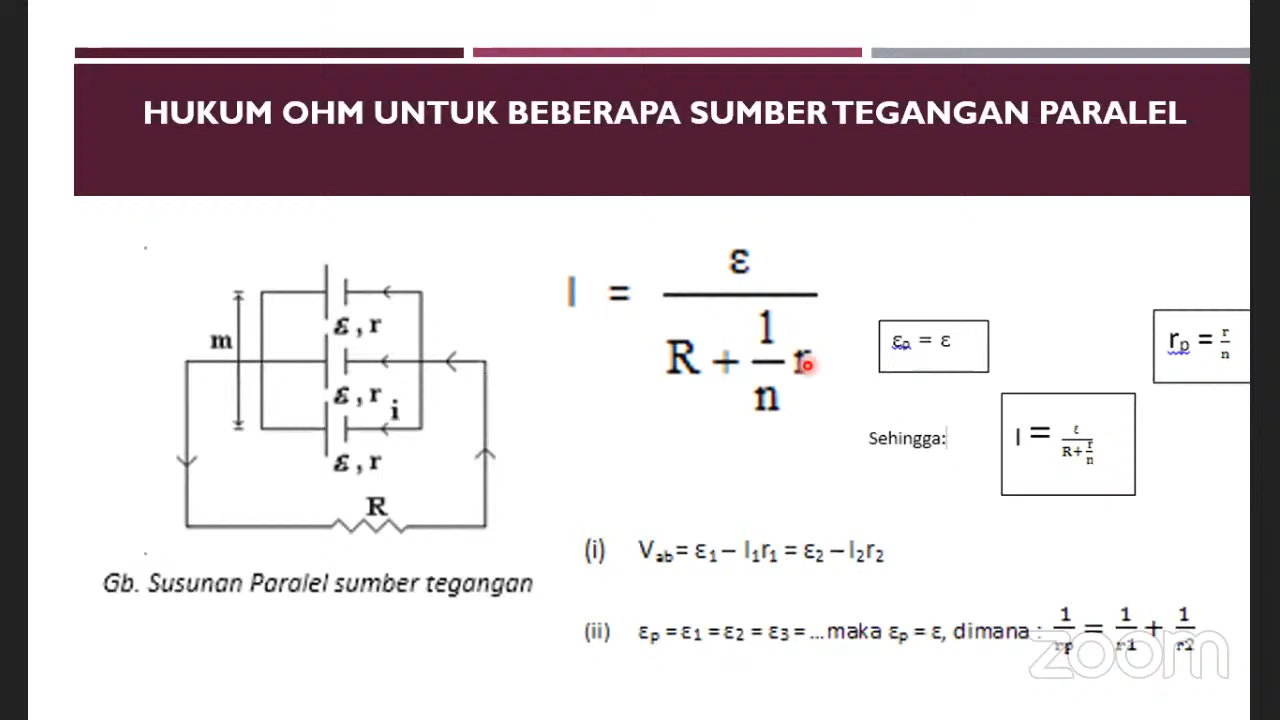 HUKUM OHM UNTUK BEBERAPA SUMBER TEGANGAN PARALEL
m
ε , r
ε , r
i
ε , r
R
Gb. Susunan Paralel sumber tegangan
I = ε / (R + 1/n r)
εp = ε
rp = r/n
Sehingga:
I = ε / (R + r/n)
(i) Vab = ε1 – I1r1 = ε2 – I2r2
(ii) εp = ε1 = ε2 = ε3 = ... maka εp = ε, dimana : 1/rp = 1/r1 + 1/r2
zoom